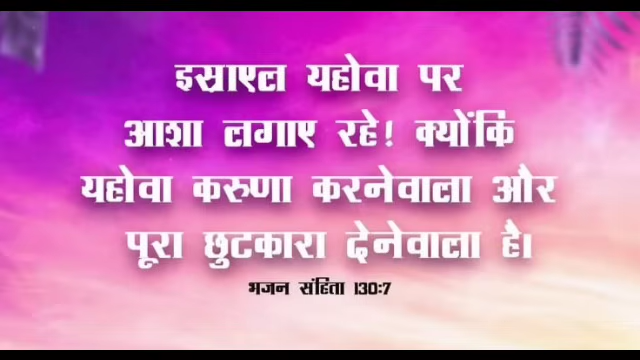 इस्राएल यहोवा पर
आशा लगाए रहे! क्योंकि
यहोवा करुणा करनेवाला और
पूरा छुटकारा देनेवाला है।
भजन संहिता 130:7